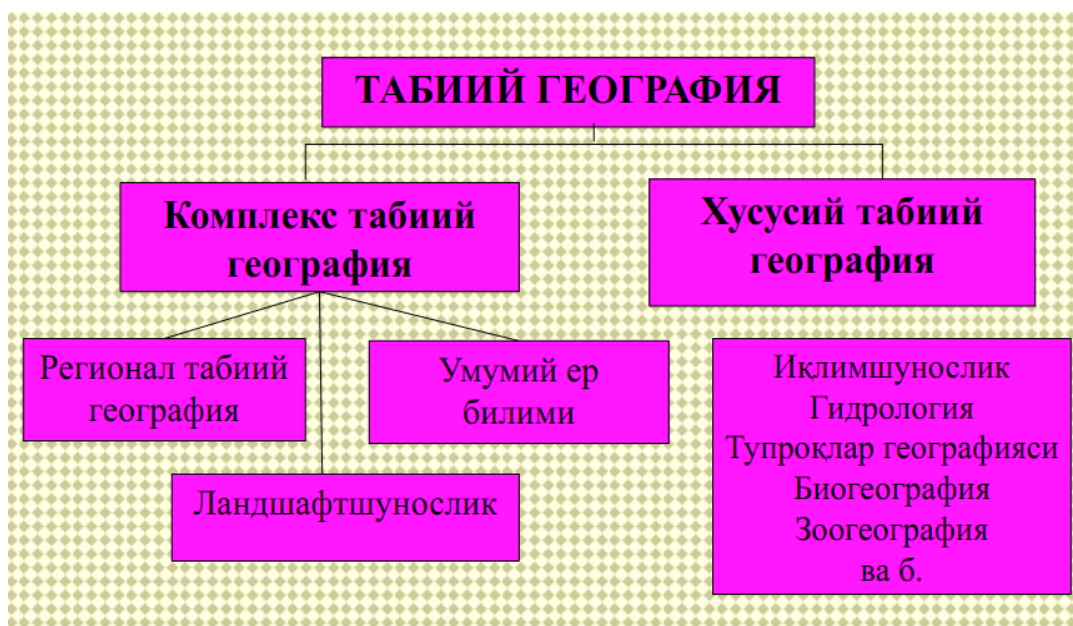 ТАБИИЙ ГЕОГРАФИЯ
Комплекс табиий
география
Хусусий табиий
география
Регионал табиий
география
Умумий ер
билими
Ландшафтшунослик
Иқлимшунослик
Гидрология
Тупроқлар географияси
Биогеография
Зоогеография
ва б.